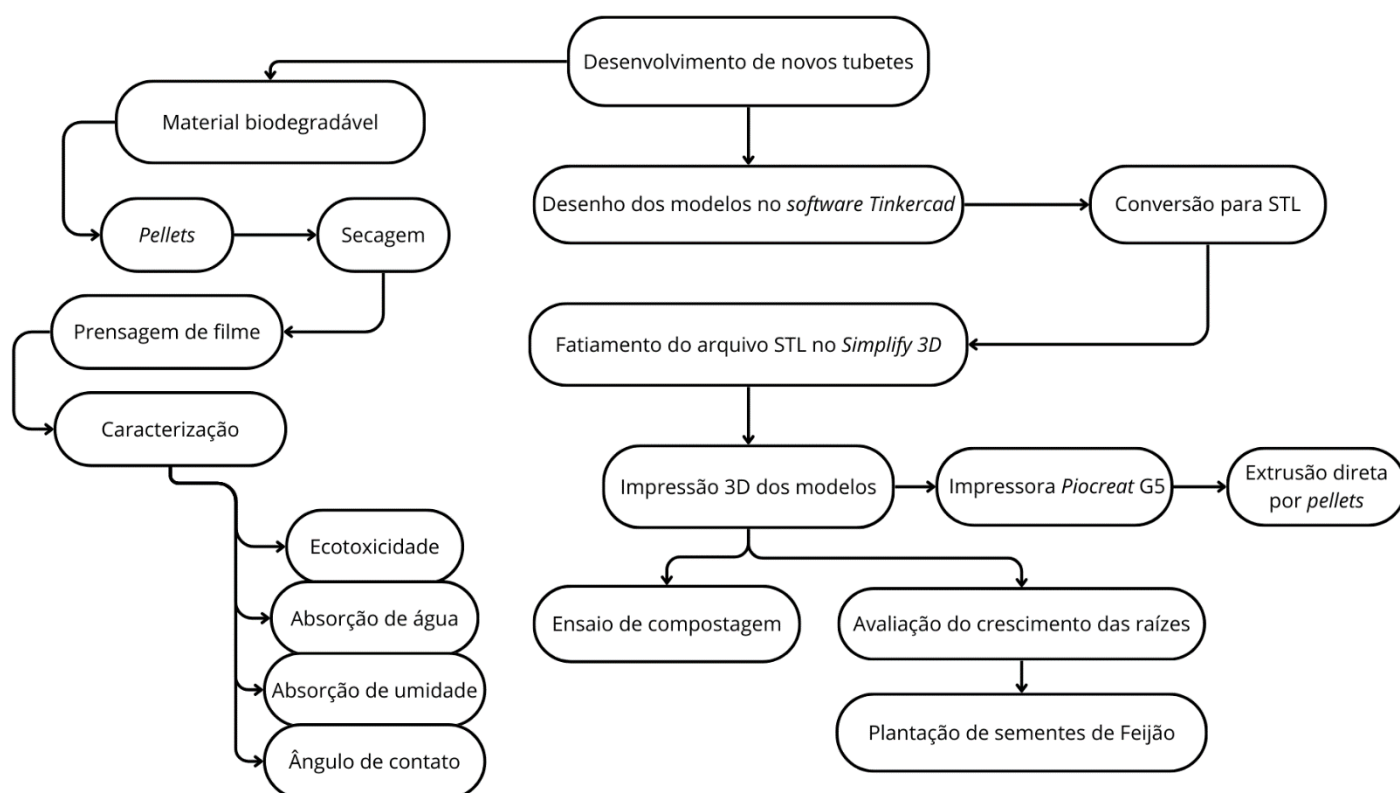 Desenvolvimento de novos tubetes
Material biodegradável
Desenho dos modelos no software Tinkercad
Conversão para STL
Pellets
Secagem
Prensagem de filme
Fatiamento do arquivo STL no Simplify 3D
Caracterização
Impressão 3D dos modelos
Impressora Piocreat G5
Extrusão direta
por pellets
Ecotoxicidade
Absorção de água
Absorção de umidade
Ângulo de contato
Ensaio de compostagem
Avaliação do crescimento das raízes
Plantação de sementes de Feijão